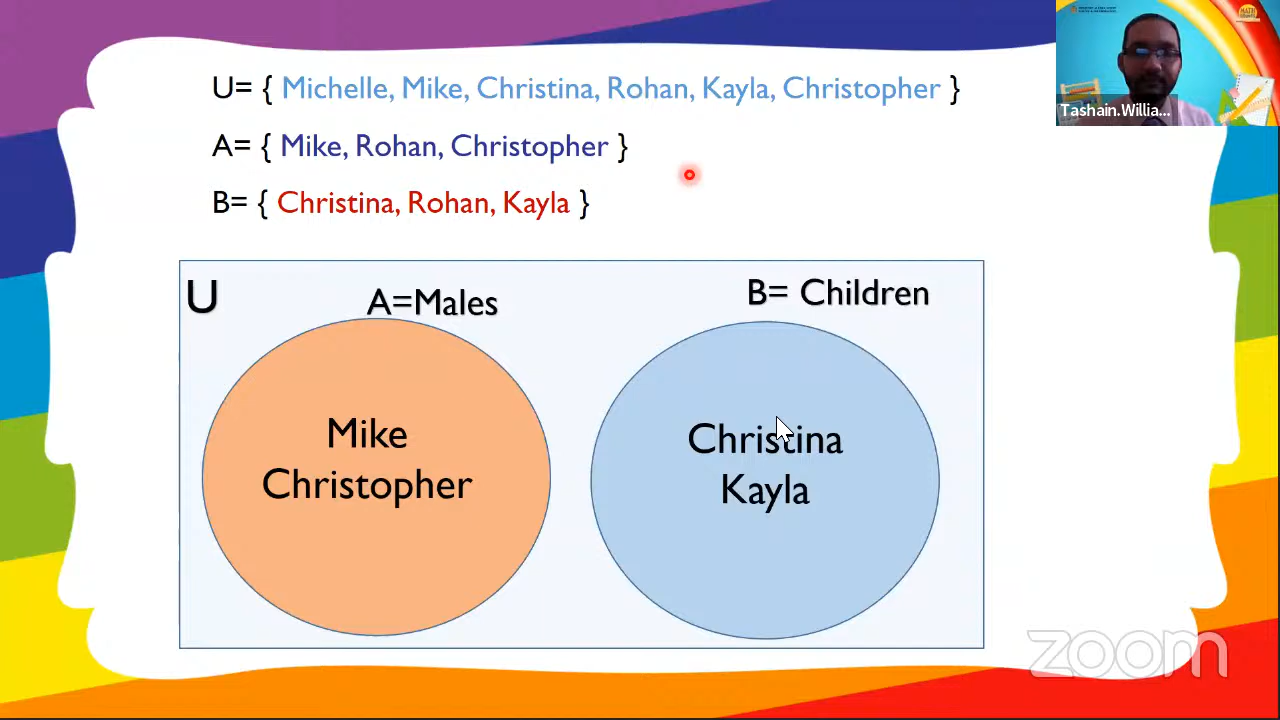 U= { Michelle, Mike, Christina, Rohan, Kayla, Christopher }
A= { Mike, Rohan, Christopher }
B= { Christina, Rohan, Kayla }
Tashain.Willia...
U
A=Males
B= Children
Mike
Christopher
Christina
Kayla
zoom